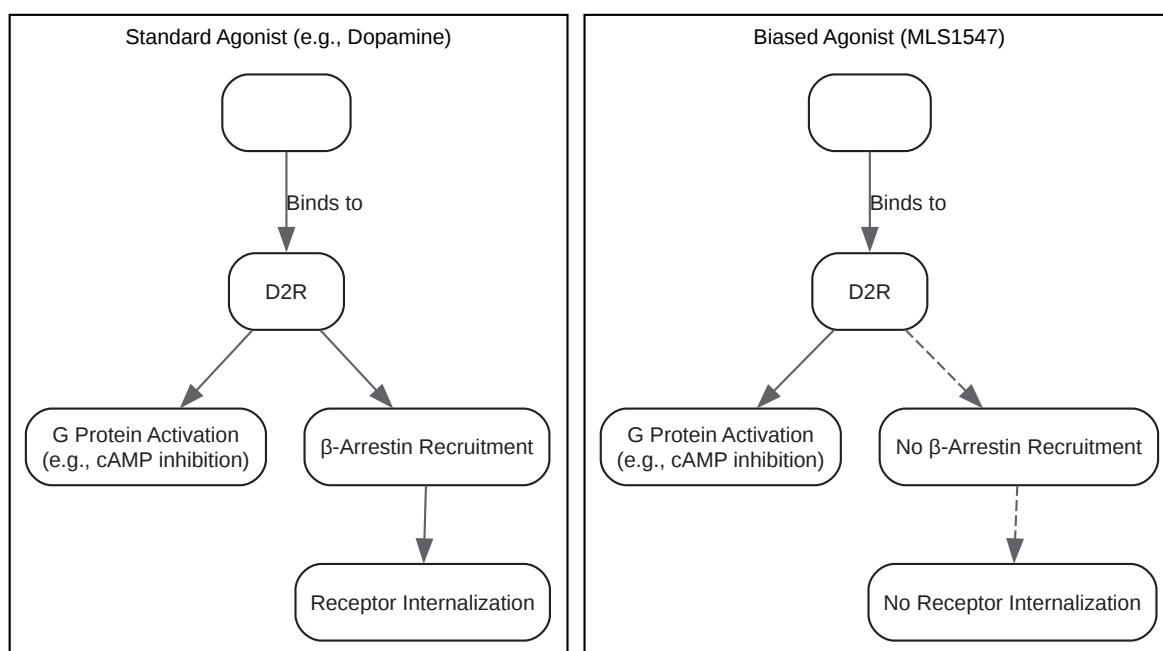 Standard Agonist (e.g., Dopamine)
Binds to
D2R
G Protein Activation
(e.g., cAMP inhibition)
β-Arrestin Recruitment
Receptor Internalization
Biased Agonist (MLS1547)
Binds to
D2R
G Protein Activation
(e.g., cAMP inhibition)
No β-Arrestin Recruitment
No Receptor Internalization